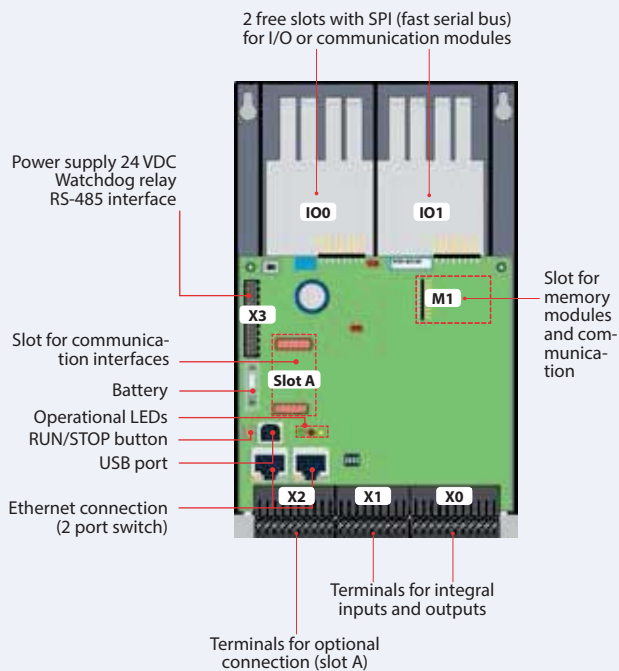 2 free slots with SPI (fast serial bus)
for I/O or communication modules
Power supply 24 VDC
Watchdog relay
RS-485 interface
IO0
IO1
M1
Slot for
memory
modules
and com-
munica-
tion
X3
Slot for communica-
tion interfaces
Slot A
Battery
Operational LEDs
RUN/STOP button
USB port
Ethernet connection
(2 port switch)
X2
X1
X0
Terminals for integral
inputs and outputs
Terminals for optional
connection (slot A)